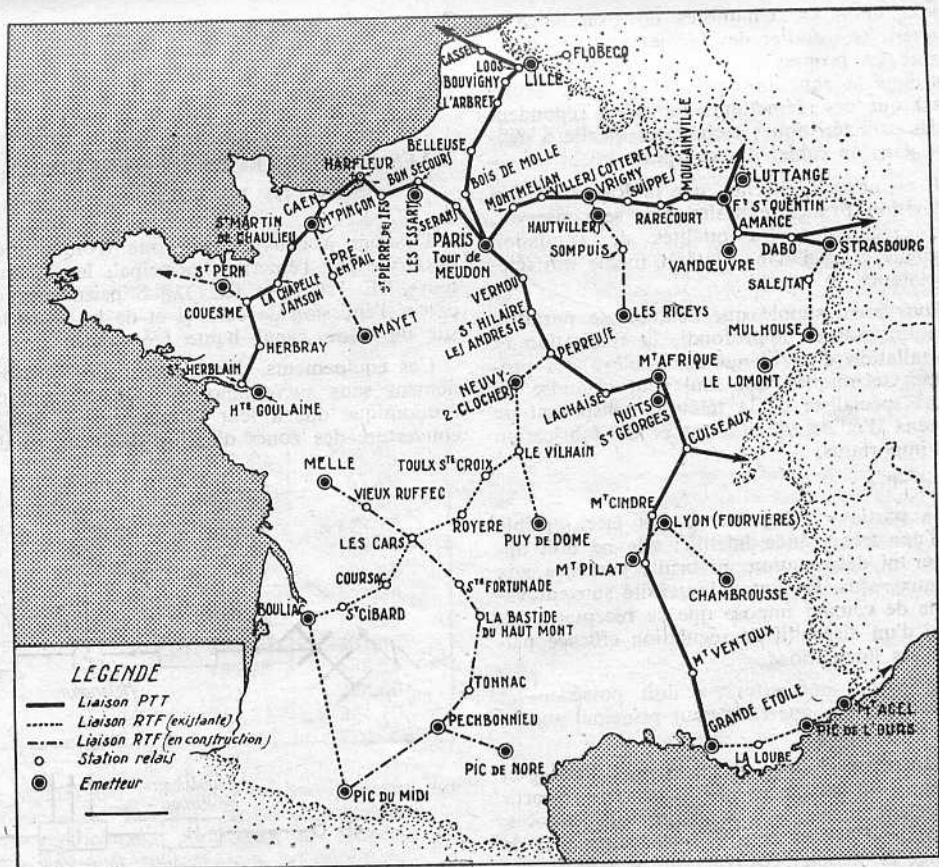 CASSEL
FLOBECQ
LOOS
LILLE
BOUVIGNY
L'ARBRET
BELLEUSE
MOULAINVILLE
HARFLEUR
BON SECOURS
BOIS DE MOLLE
MONTMELIAN
VILLERS COTTERETS
VRIGNY
SUIPPES
LUTTANGE
CAEN
Mt PINÇON
RARECOURT
Ft St QUENTIN
St MARTIN
DE CHAULIEU
St PIERRE DES IFS
LES ESSARTS
SERANS
HAUTVILLERS
AMANCE
PARIS
Tour de
MEUDON
SOMPUIS
VANDŒUVRE
DABO
STRASBOURG
PRE
EN PAIL
St PERN
LA CHAPELLE
JANSON
VERNOU
SALESTAT
COUESME
MAYET
St HILAIRE
LES ANDRESIS
LES RICEYS
MULHOUSE
HERBRAY
PERREUSE
Mt AFRIQUE
LE LOMONT
St HERBLAIN
Hte GOULAINE
NEUVY
2-CLOCHER
LACHAISE
NUITS
St GEORGES
CUISEAUX
MELLE
TOULX Ste CROIX
LE VILHAIN
VIEUX RUFFEC
ROYERE
Mt CINDRE
LYON (FOURVIÈRES)
LES CARS
PUY DE DOME
Mt PILAT
CHAMBROUSSE
COURSAC
Ste FORTUNADE
BOULIAC
St GIBARD
LA BASTIDE
DU HAUT MONT
Mt VENTOUX
TONNAC
PECHBONNIEU
GRANDE ETOILE
Mt AGEL
PIC DE L'OURS
LA LOUBE
PIC DE NORE
PIC DU MIDI
LEGENDE
Liaison PTT
Liaison RTF (existante)
Liaison RTF (en construction)
Station relais
Emetteur